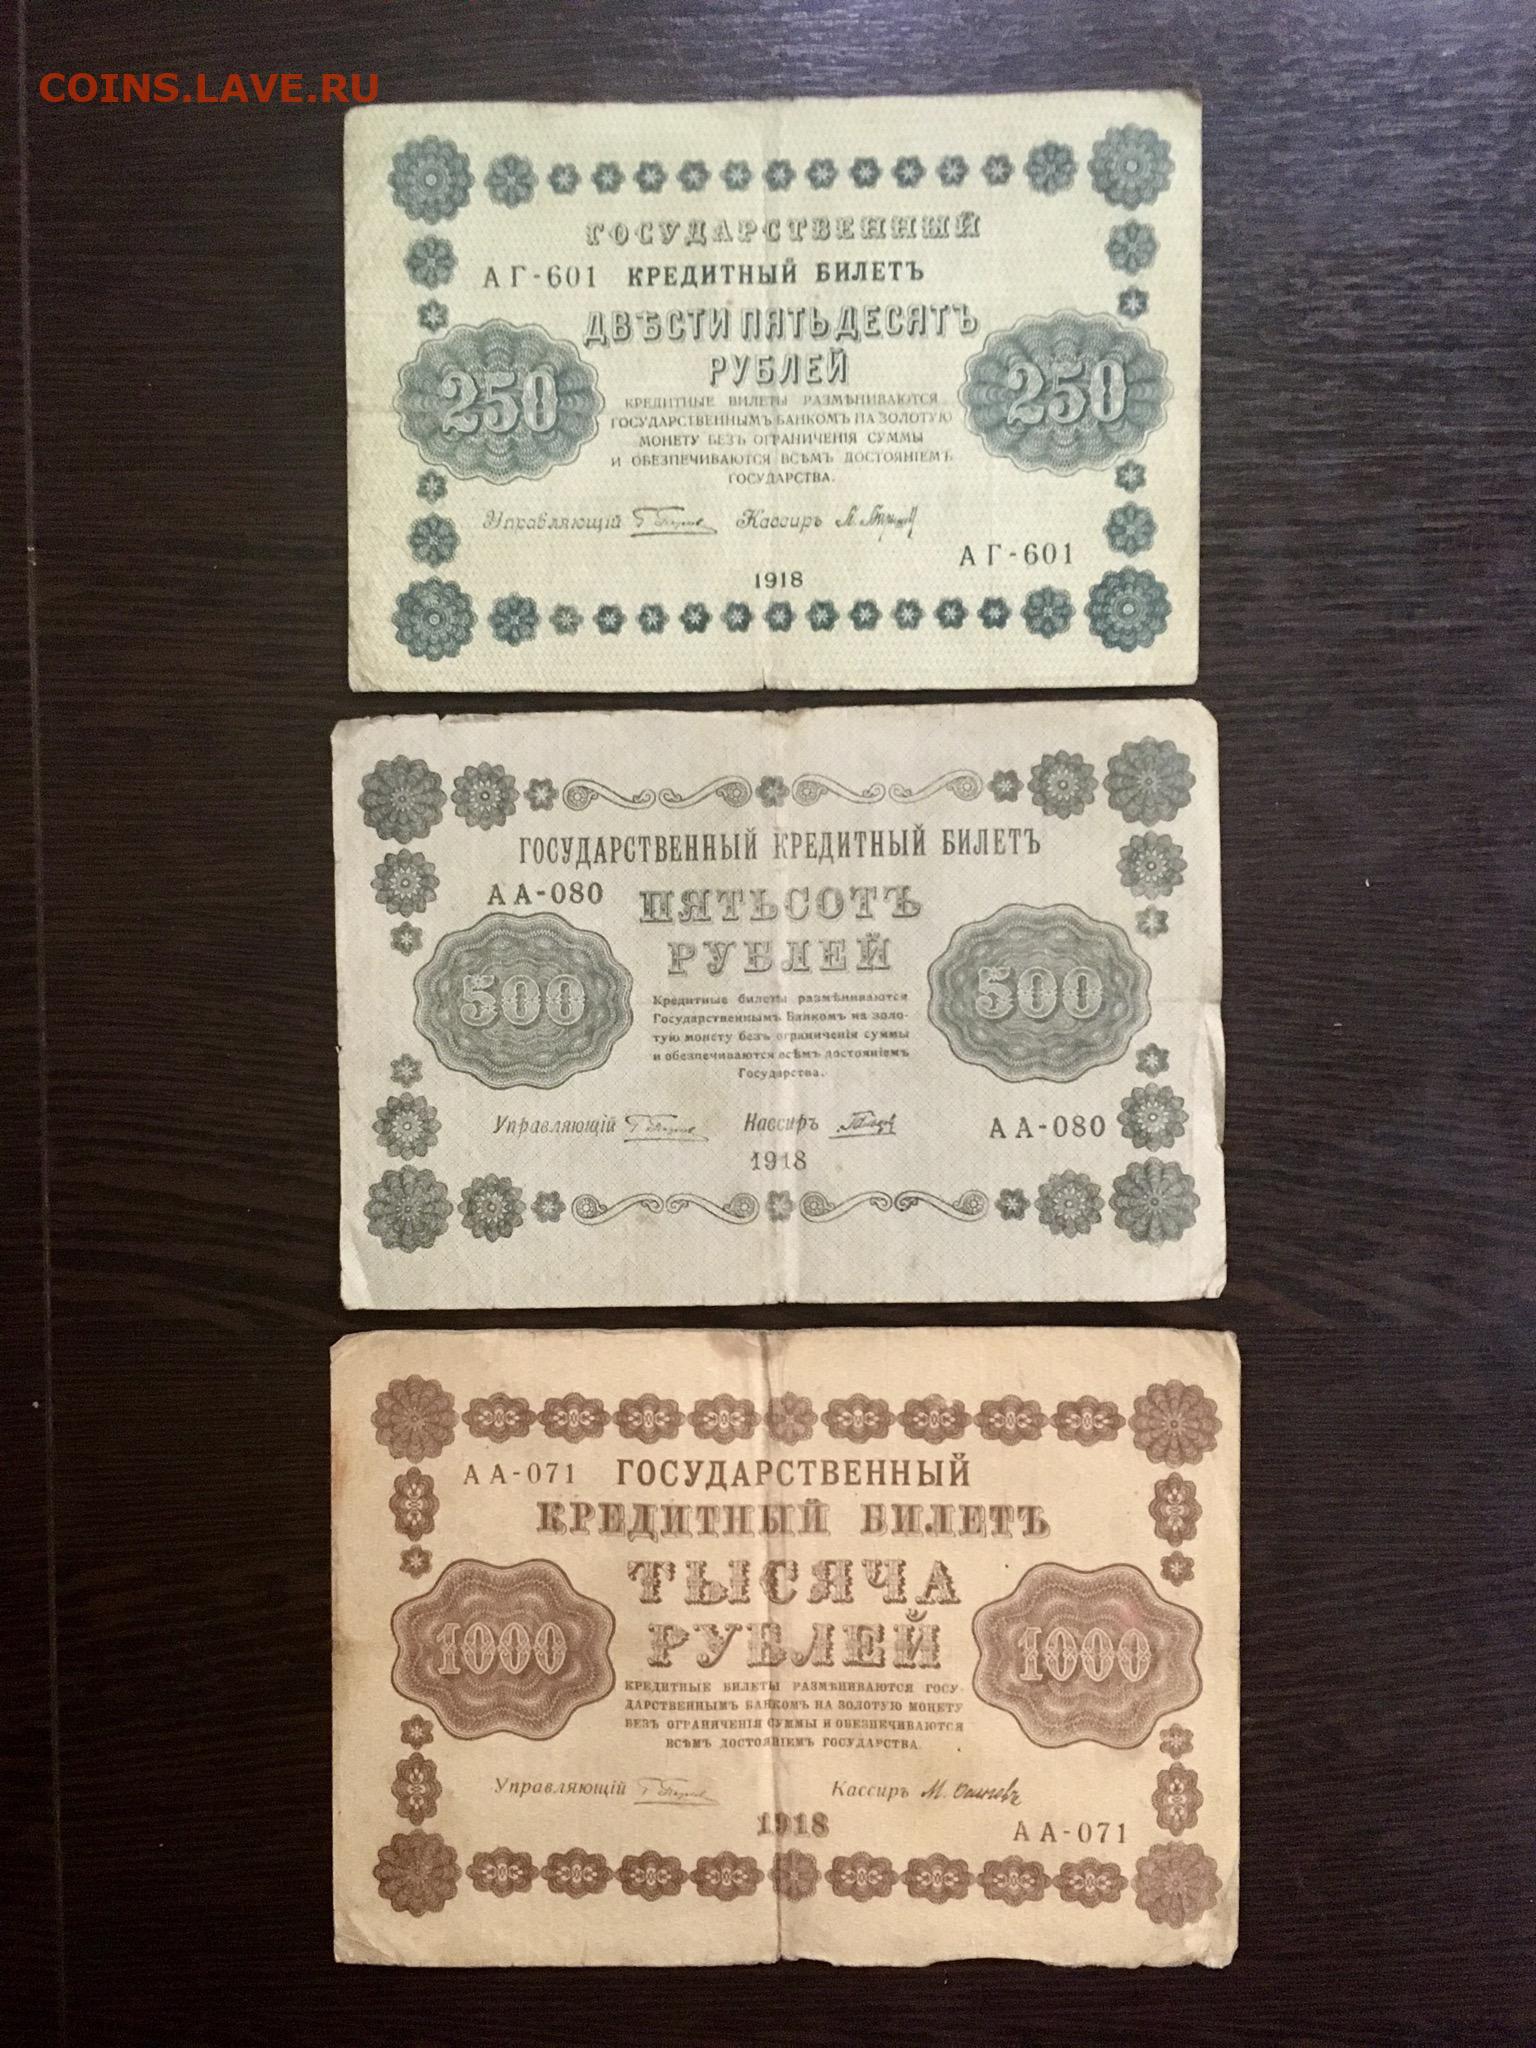 COINS.LAVE.RU
ГОСУДАРСТВЕННЫЙ
АГ-601 КРЕДИТНЫЙ БИЛЕТЪ
ДВѢСТИ ПЯТЬДЕСЯТЪ
РУБЛЕЙ
250 250
КРЕДИТНЫЕ БИЛЕТЫ РАЗМѢНИВАЮТСЯ
ГОСУДАРСТВЕННЫМЪ БАНКОМЪ НА ЗОЛОТУЮ
МОНЕТУ БЕЗЪ ОГРАНИЧЕНІЯ СУММЫ
И ОБЕЗПЕЧИВАЮТСЯ ВСѢМЪ ДОСТОЯНІЕМЪ
ГОСУДАРСТВА.
Управляющій Кассиръ
АГ-601
1918
ГОСУДАРСТВЕННЫЙ КРЕДИТНЫЙ БИЛЕТЪ
АА-080 ПЯТЬСОТЪ
РУБЛЕЙ
500 500
Кредитные билеты размѣниваются
Государственнымъ Банкомъ на золо-
тую монету безъ ограниченія суммы
и обезпечиваются всѣмъ достояніемъ
Государства.
Управляющій Кассиръ АА-080
1918
АА-071 ГОСУДАРСТВЕННЫЙ
КРЕДИТНЫЙ БИЛЕТЪ
ТЫСЯЧА
РУБЛЕЙ
1000 1000
КРЕДИТНЫЕ БИЛЕТЫ РАЗМѢНИВАЮТСЯ ГОСУ-
ДАРСТВЕННЫМЪ БАНКОМЪ НА ЗОЛОТУЮ МОНЕТУ
БЕЗЪ ОГРАНИЧЕНІЯ СУММЫ И ОБЕЗПЕЧИВАЮТСЯ
ВСѢМЪ ДОСТОЯНІЕМЪ ГОСУДАРСТВА.
Управляющій Кассиръ
1918 АА-071